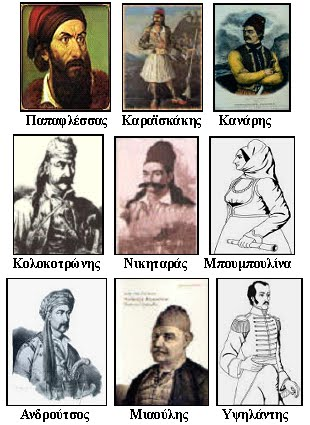 Παπαφλέσσας Καραϊσκάκης Κανάρης
Κολοκοτρώνης Νικηταράς Μπουμπουλίνα
Ανδρούτσος Μιαούλης Υψηλάντης